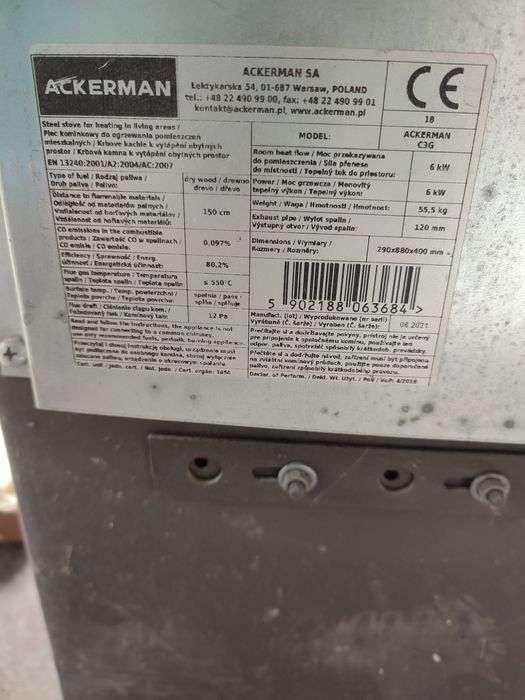 ACKERMAN
ACKERMAN SA
Lektykarska 54, 01-687 Warsaw, POLAND
tel.: +48 22 490 99 00, fax: +48 22 490 99 01
kontakt@ackerman.pl, www.ackerman.pl
CE
18
Steel stove for heating in living areas /
Piec kominkowy do ogrzewania pomieszczeń
mieszkalnych / Krbove kachle k vytápění obytných
prostor / Krbová kamna k vytápění obytných prostor
EN 13240:2001/A2:2004/AC:2007
MODEL:
ACKERMAN
C3G
Room heat flow / Moc przekazywana
do pomieszczenia / Síla přenese
do místnosti / Tepelný tok do priestoru:
6 kW
Type of fuel / Rodzaj paliwa /
Druh paliva / Palivo:
dry wood / drewno
drevo / dřevo
Power / Moc grzewcza / Menovitý
tepelný výkon / Tepelný výkon:
6 kW
Distance to flammable materials /
Odległość od materiałów palnych /
Vzdialenosť od horľavých materiálov /
Vzdálenost od hořlavých materiálů:
150 cm
Weight / Waga / Hmotnosti / Hmotnost:
55,5 kg
Exhaust pipe / Wylot spalin /
Výstupný otvor / Vývod spalin:
120 mm
CO emissions in the combustible
products / Zawartość CO w spalinach /
CO emisie / CO emise:
0,097%
Dimensions / Wymiary /
Rozmery / Rozměry:
290x880x400 mm
Efficiency / Sprawność / Energ.
účinnosť / Energetická účinnost:
80,2%
Flue gas temperature / Temperatura
spalin / Teplota spalín / Teplota spalin:
≤ 550°C
Surface temp. / Temp. powierzchni /
Teplota povrchu / Teplota povrchu:
spełnia / pass /
spĺňa / splňuje
Flue draft / Ciśnienie ciągu kom. /
Požadovaný tlak / Komínový tah:
12 Pa
5 902188 063684 >
Manufact. (lot) / Wyprodukowano (nr serii)
Vyrobené (Č. šarže) / Vyroben (Č. šarže):
06.2021
Read and follow the instructions, the appliance is not
designed for connecting to a common chimney,
use only recommended fuels, periodic burning appliance.
Przeczytaj i stosuj instrukcję obsługi, urządzenie musi
być podłączone do osobnego komina, stosuj wyłącznie
zalecane paliwo, urządzenie o okresowym spalaniu.
Cert. unit / Jedn. cert. / Not. jedn. / Cert. orgán: 1450
Prečítajte si a dodržiavajte pokyny, prístroj nie je určený
pre pripojenie k spoločnému komínu, používajte len
odpor. paliva, spotrebič spôsobilý krátkodob. prevádzky.
Přečtěte si a dodržujte návod, zařízení musí být připojena
na zvláštní komínový průduch, použijte pouze doporučené
palivo, zařízení způsobilý krátkodobého provozu.
Declar. of Perform. / Dekl. Wł. Użyt. / PoV / VoP: 4/2018